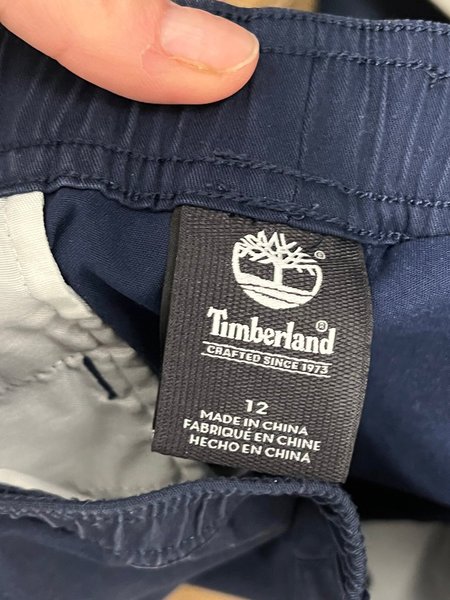 ®
Timberland®
CRAFTED SINCE 1973
12
MADE IN CHINA
FABRIQUÉ EN CHINE
HECHO EN CHINA